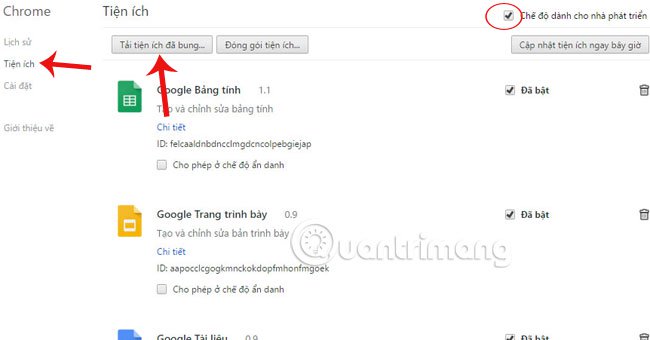 Chrome
Lịch sử
Tiện ích
Cài đặt
Giới thiệu về
Tiện ích
Chế độ dành cho nhà phát triển
Tải tiện ích đã bung...
Đóng gói tiện ích...
Cập nhật tiện ích ngay bây giờ
Google Bảng tính 1.1
Đã bật
Tạo và chỉnh sửa bảng tính
Chi tiết
ID: felcaaldnbdncclmgdcncolpebgiejap
Cho phép ở chế độ ẩn danh
Google Trang trình bày 0.9
Đã bật
Tạo và chỉnh sửa bản trình bày
Chi tiết
ID: aapocclcgogkmnckokdopfmhonfmgoek
Cho phép ở chế độ ẩn danh
Quantrimang
Google Tài liệu 0.9
Đã bật